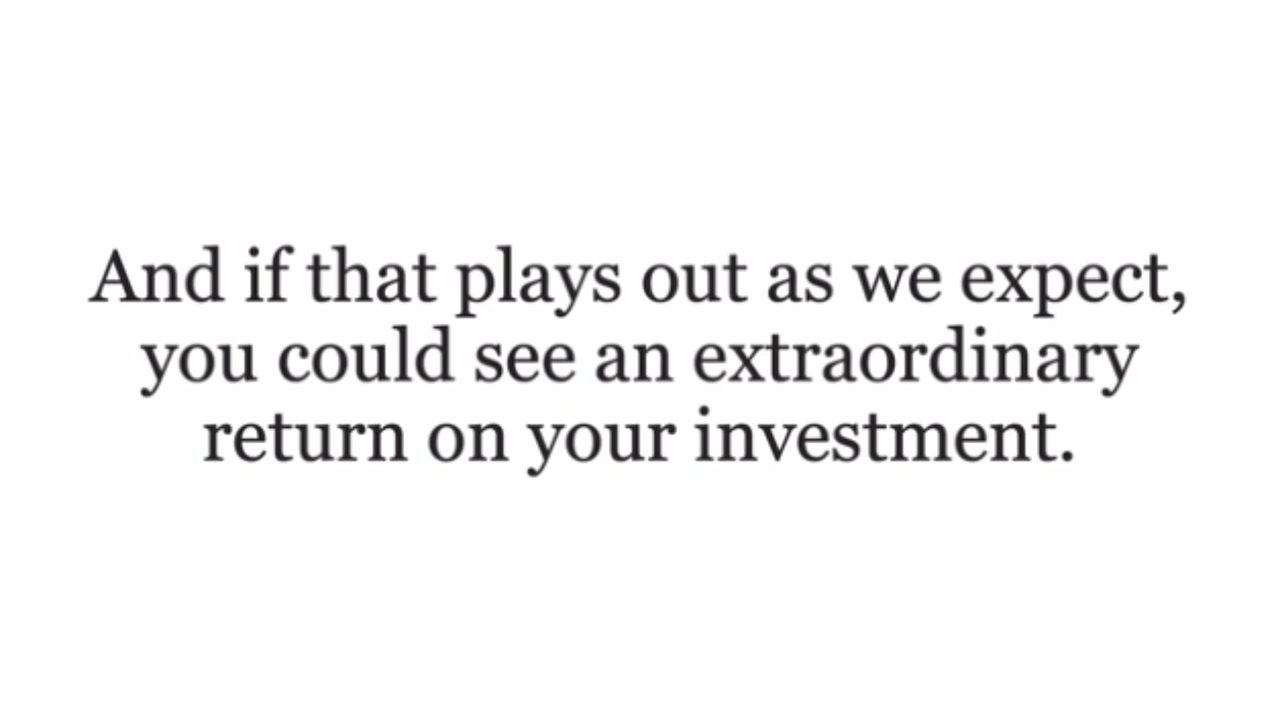 And if that plays out as we expect,
you could see an extraordinary
return on your investment.